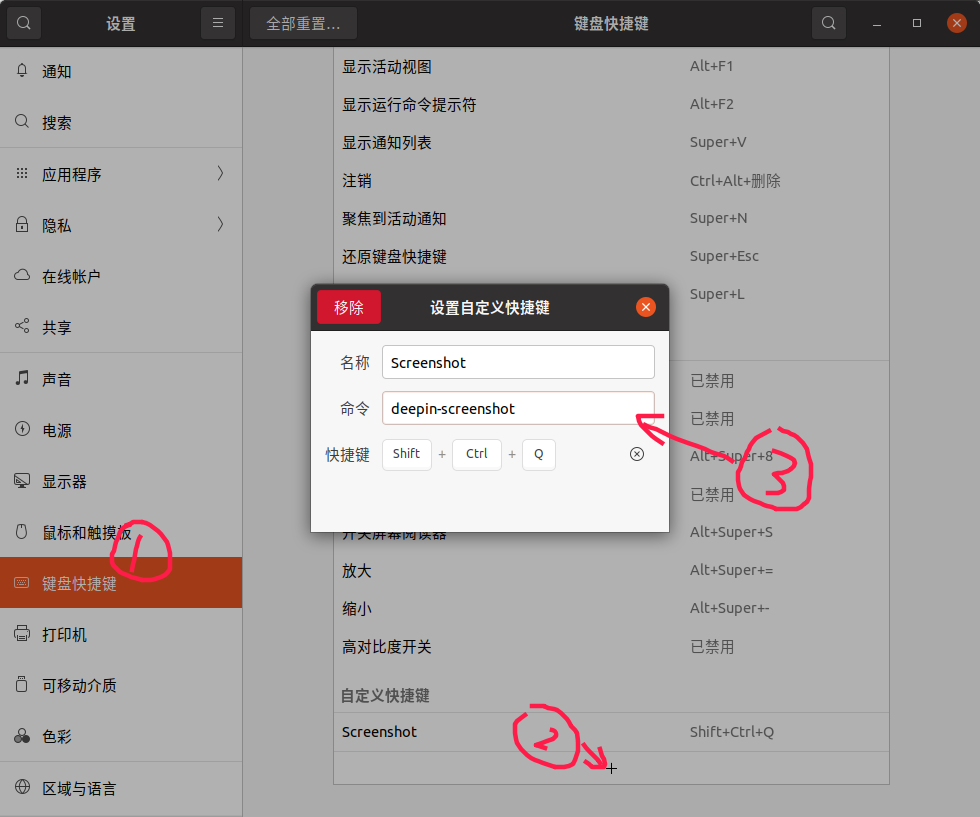 设置
全部重置…
键盘快捷键
通知
搜索
应用程序
隐私
在线帐户
共享
声音
电源
显示器
鼠标和触摸板
键盘快捷键
打印机
可移动介质
色彩
区域与语言
显示活动视图 Alt+F1
显示运行命令提示符 Alt+F2
显示通知列表 Super+V
注销 Ctrl+Alt+删除
聚焦到活动通知 Super+N
还原键盘快捷键 Super+Esc
Super+L
移除 设置自定义快捷键
名称 Screenshot
命令 deepin-screenshot
快捷键 Shift + Ctrl + Q
已禁用
已禁用
Alt+Super+8
已禁用
开关屏幕阅读器 Alt+Super+S
放大 Alt+Super+=
缩小 Alt+Super+-
高对比度开关 已禁用
自定义快捷键
Screenshot Shift+Ctrl+Q
+
1
2
3